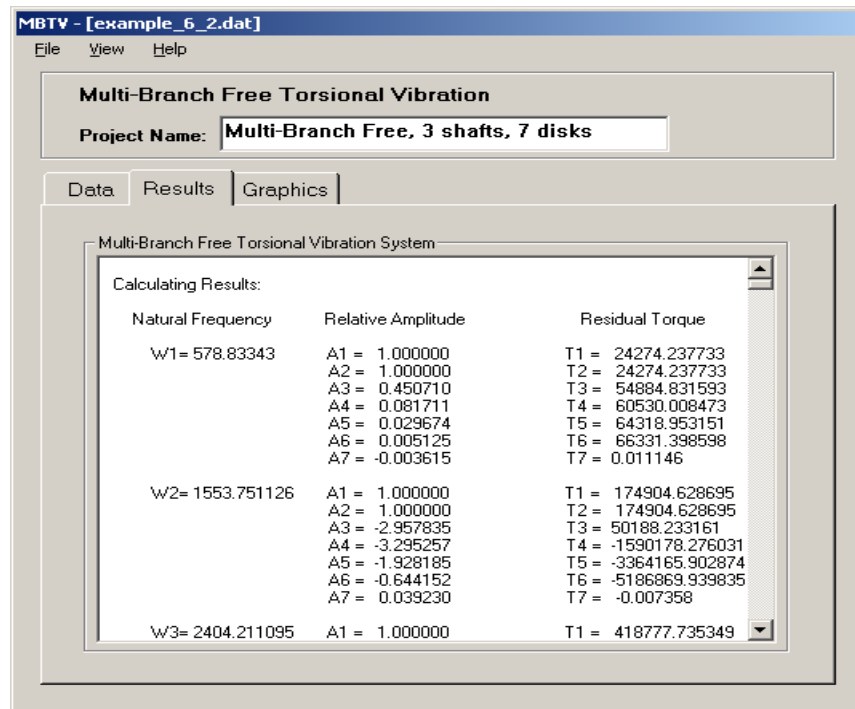 MBTV - [example_6_2.dat]
File View Help
Multi-Branch Free Torsional Vibration
Project Name: Multi-Branch Free, 3 shafts, 7 disks
Data Results Graphics
Multi-Branch Free Torsional Vibration System
Calculating Results:
Natural Frequency Relative Amplitude Residual Torque
W1= 578.83343 A1 = 1.000000 T1 = 24274.237733
A2 = 1.000000 T2 = 24274.237733
A3 = 0.450710 T3 = 54884.831593
A4 = 0.081711 T4 = 60530.008473
A5 = 0.029674 T5 = 64318.953151
A6 = 0.005125 T6 = 66331.398598
A7 = -0.003615 T7 = 0.011146
W2= 1553.751126 A1 = 1.000000 T1 = 174904.628695
A2 = 1.000000 T2 = 174904.628695
A3 = -2.957835 T3 = 50188.233161
A4 = -3.295257 T4 = -1590178.276031
A5 = -1.928185 T5 = -3364165.902874
A6 = -0.644152 T6 = -5186869.939835
A7 = 0.039230 T7 = -0.007358
W3= 2404.211095 A1 = 1.000000 T1 = 418777.735349